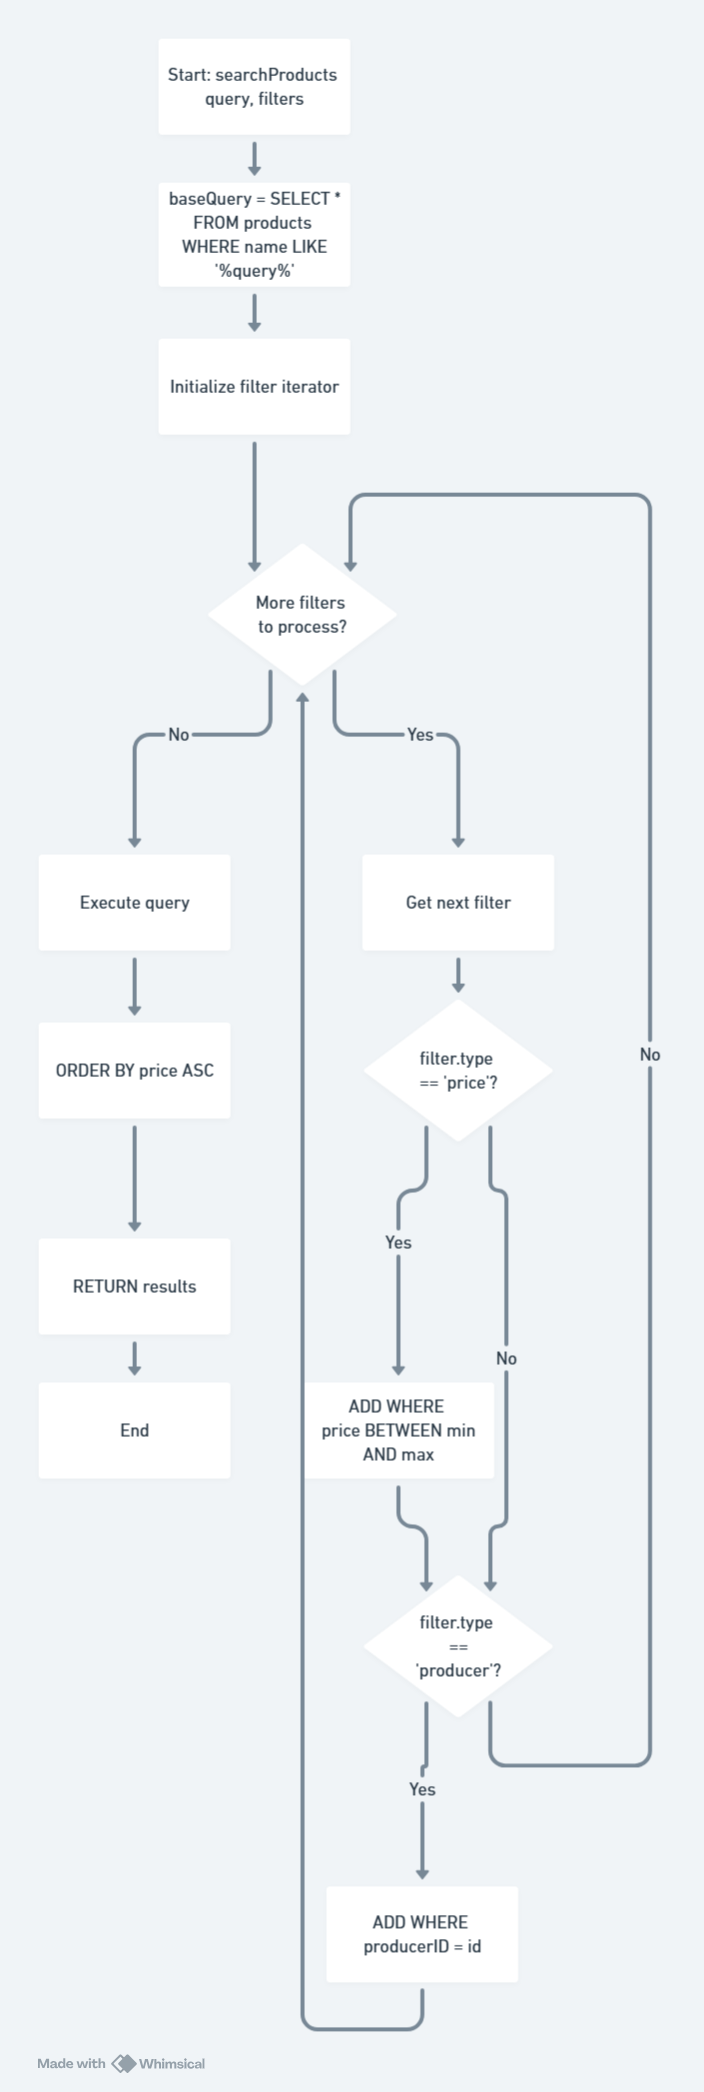 Start: searchProducts
query, filters
baseQuery = SELECT *
FROM products
WHERE name LIKE
'%query%'
Initialize filter iterator
More filters
to process?
No
Yes
Execute query
Get next filter
No
filter.type
== 'price'?
ORDER BY price ASC
Yes
RETURN results
No
ADD WHERE
price BETWEEN min
AND max
End
filter.type
==
'producer'?
Yes
ADD WHERE
producerID = id
Made with Whimsical